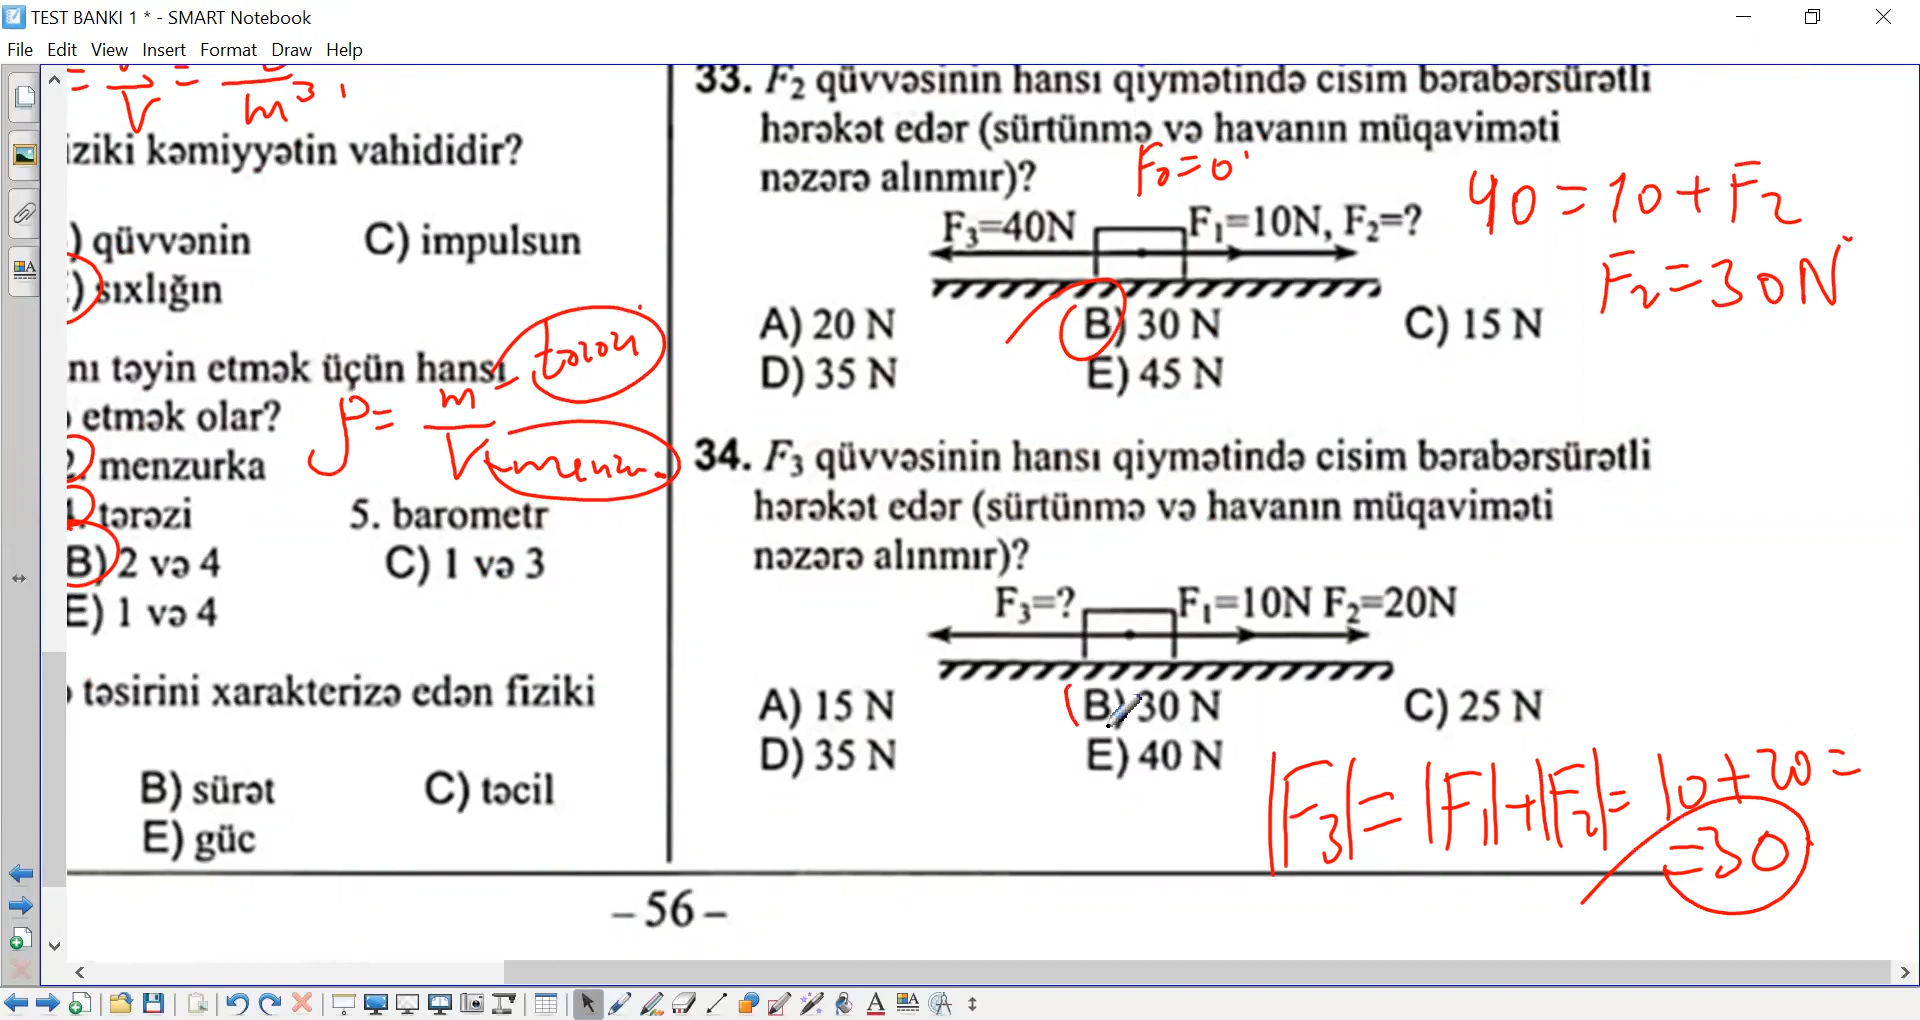 TEST BANKI 1 * - SMART Notebook
File Edit View Insert Format Draw Help
= — = —
V m³
iziki kəmiyyətin vahididir?
) qüvvənin C) impulsun
) sıxlığın
nı təyin etmək üçün hansı
etmək olar?
ρ = m/V
tərəzi
menzu.
2. menzurka
4. tərəzi 5. barometr
B) 2 və 4 C) 1 və 3
E) 1 və 4
təsirini xarakterizə edən fiziki
B) sürət C) təcil
E) güc
33. F₂ qüvvəsinin hansı qiymətində cisim bərabərsürətli
hərəkət edər (sürtünmə və havanın müqaviməti
nəzərə alınmır)?
F₃=40N F₁=10N, F₂=?
40 = 10 + F₂
F₂ = 30N
A) 20 N B) 30 N C) 15 N
D) 35 N E) 45 N
34. F₃ qüvvəsinin hansı qiymətində cisim bərabərsürətli
hərəkət edər (sürtünmə və havanın müqaviməti
nəzərə alınmır)?
F₃=? F₁=10N F₂=20N
A) 15 N B) 30 N C) 25 N
D) 35 N E) 40 N
|F₃| = |F₁| + |F₂| = 10 + 20 =
= 30
– 56 –